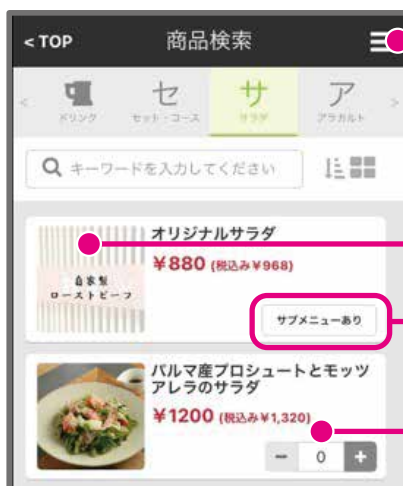 < TOP 商品検索
< セ サ ア >
ドリンク セット・コース サラダ アラカルト
キーワードを入力してください
オリジナルサラダ
¥880 (税込み¥968)
自家製
ローストビーフ
サブメニューあり
パルマ産プロシュートとモッツ
アレラのサラダ
¥1200 (税込み¥1,320)
− 0 +